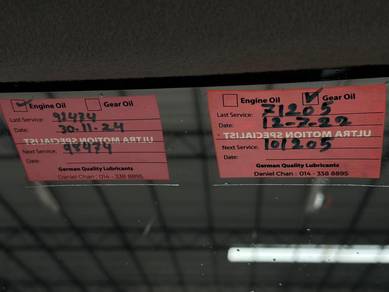 Engine Oil Gear Oil
Last Service: 92474
Date: 30-11-24
ULTRA MOTION SPECIALIST
Next Service:
Date:
German Quality Lubricants
Daniel Chan : 014 - 338 8895
Engine Oil Gear Oil
Last Service: 71205
Date: 12-7-22
ULTRA MOTION SPECIALIST
Next Service: 101205
Date:
German Quality Lubricants
Daniel Chan : 014 - 338 8895